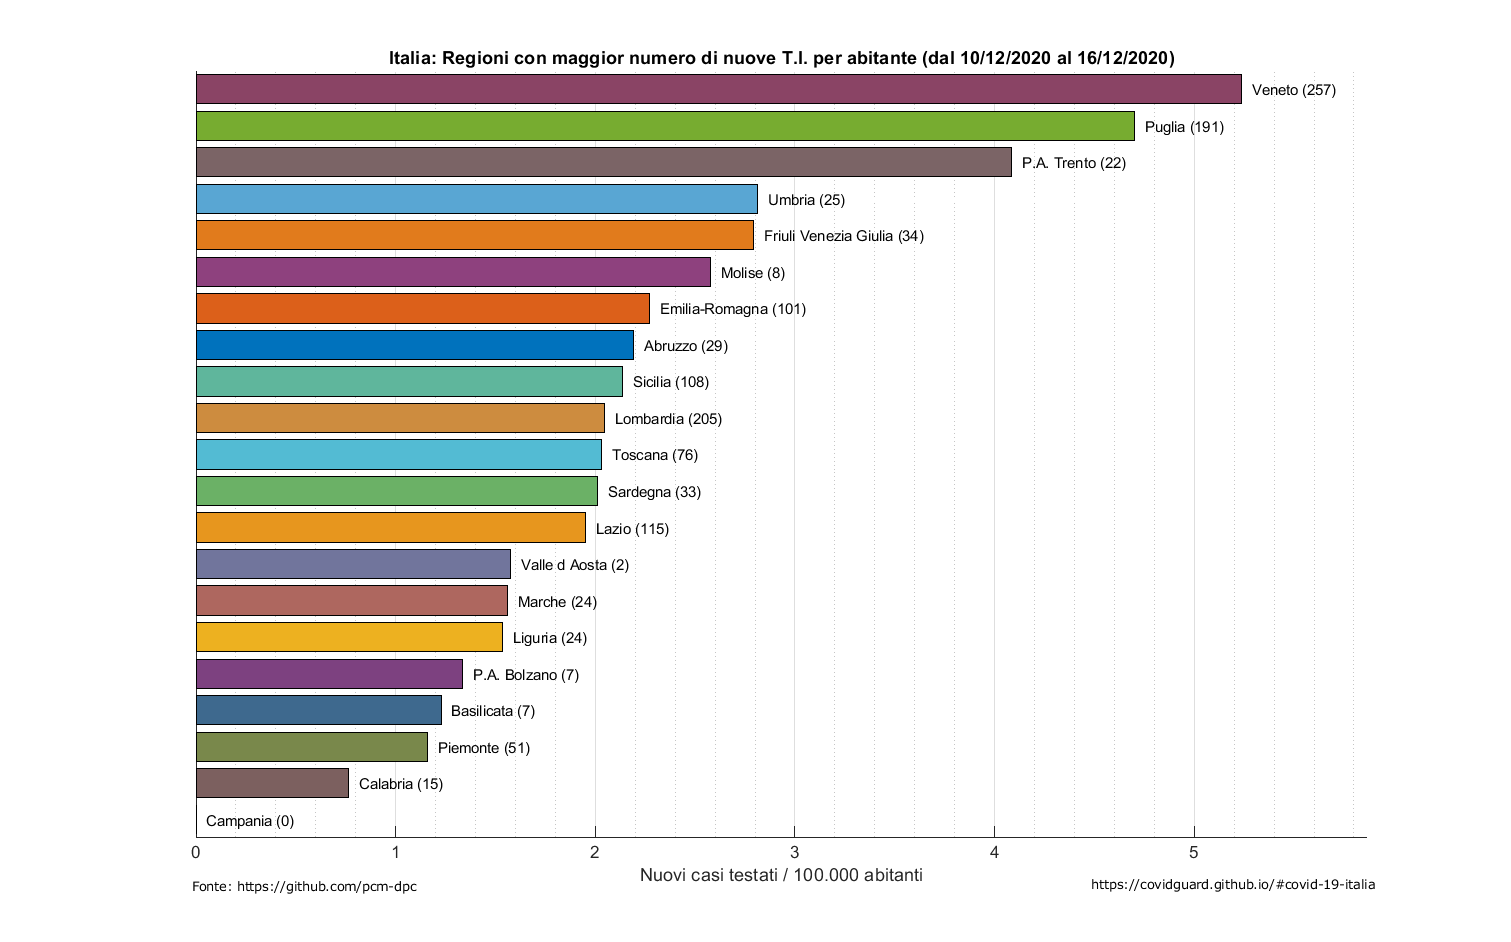 Italia: Regioni con maggior numero di nuove T.I. per abitante (dal 10/12/2020 al 16/12/2020)
Veneto (257)
Puglia (191)
P.A. Trento (22)
Umbria (25)
Friuli Venezia Giulia (34)
Molise (8)
Emilia-Romagna (101)
Abruzzo (29)
Sicilia (108)
Lombardia (205)
Toscana (76)
Sardegna (33)
Lazio (115)
Valle d Aosta (2)
Marche (24)
Liguria (24)
P.A. Bolzano (7)
Basilicata (7)
Piemonte (51)
Calabria (15)
Campania (0)
0 1 2 3 4 5
Nuovi casi testati / 100.000 abitanti
Fonte: https://github.com/pcm-dpc
https://covidguard.github.io/#covid-19-italia